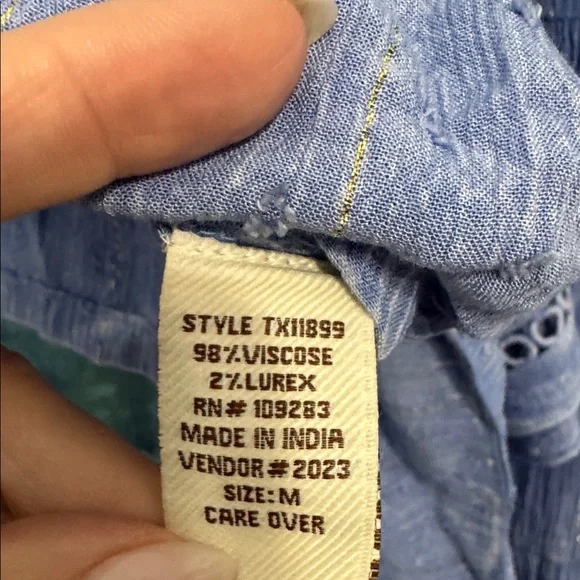 STYLE TX11899
98%VISCOSE
2%LUREX
RN# 109283
MADE IN INDIA
VENDOR#2023
SIZE:M
CARE OVER